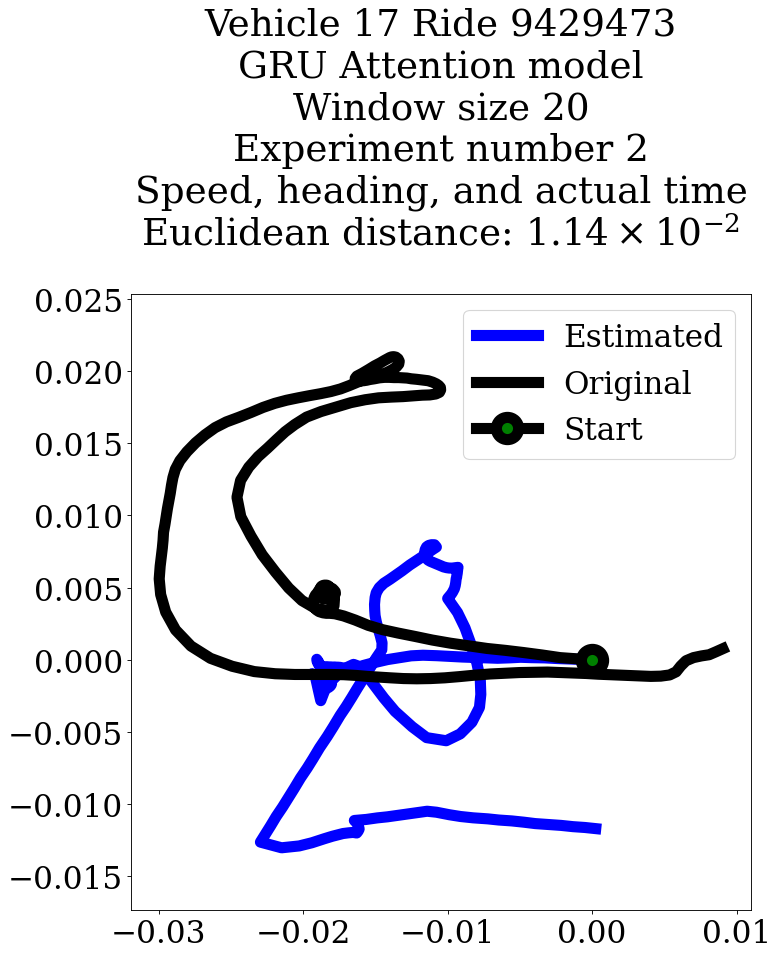 Vehicle 17 Ride 9429473
GRU Attention model
Window size 20
Experiment number 2
Speed, heading, and actual time
Euclidean distance: 1.14 × 10⁻²
0.025
0.020
0.015
0.010
0.005
0.000
−0.005
−0.010
−0.015
Estimated
Original
Start
−0.03
−0.02
−0.01
0.00
0.01